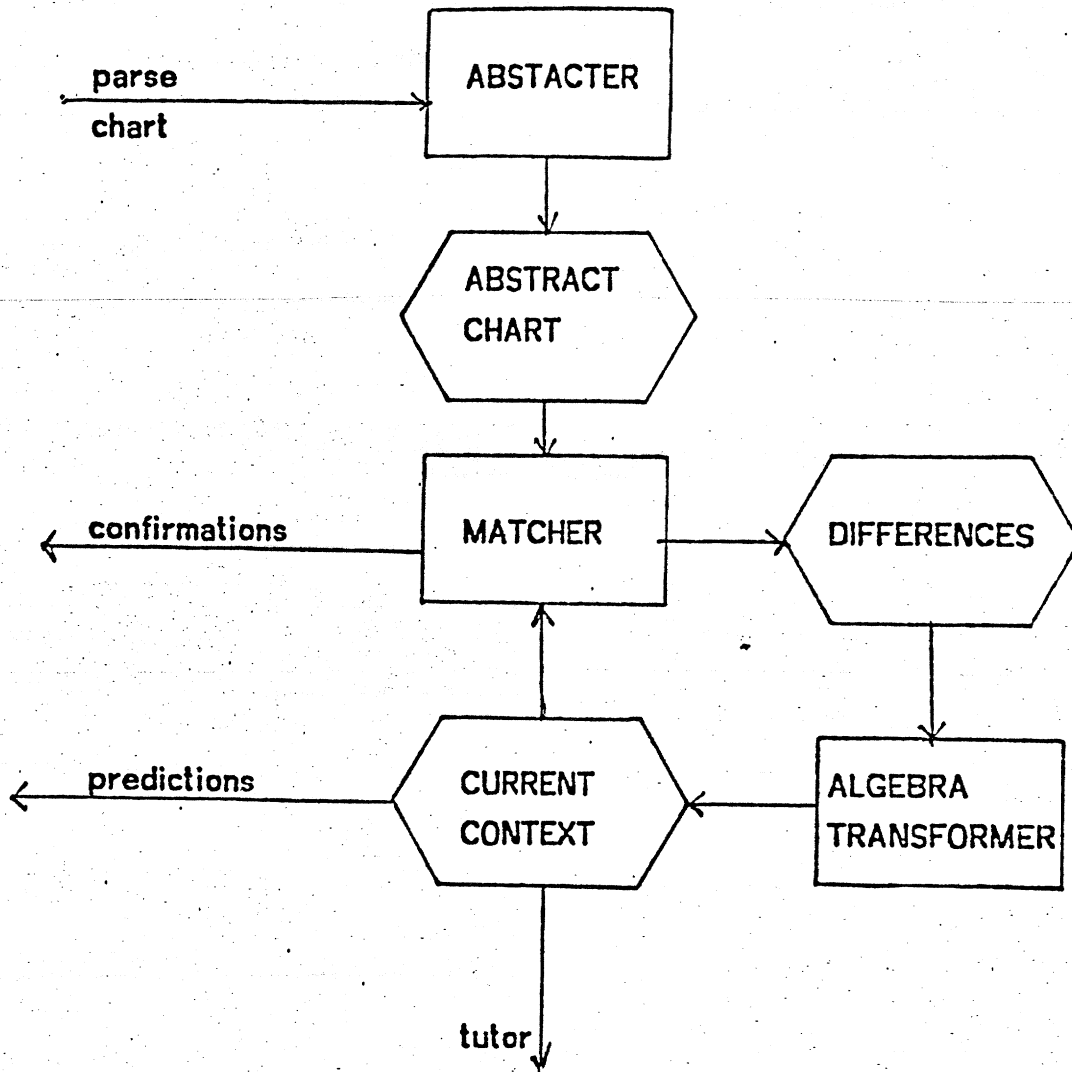 parse
chart
ABSTACTER
ABSTRACT
CHART
confirmations
MATCHER
DIFFERENCES
predictions
CURRENT
CONTEXT
ALGEBRA
TRANSFORMER
tutor